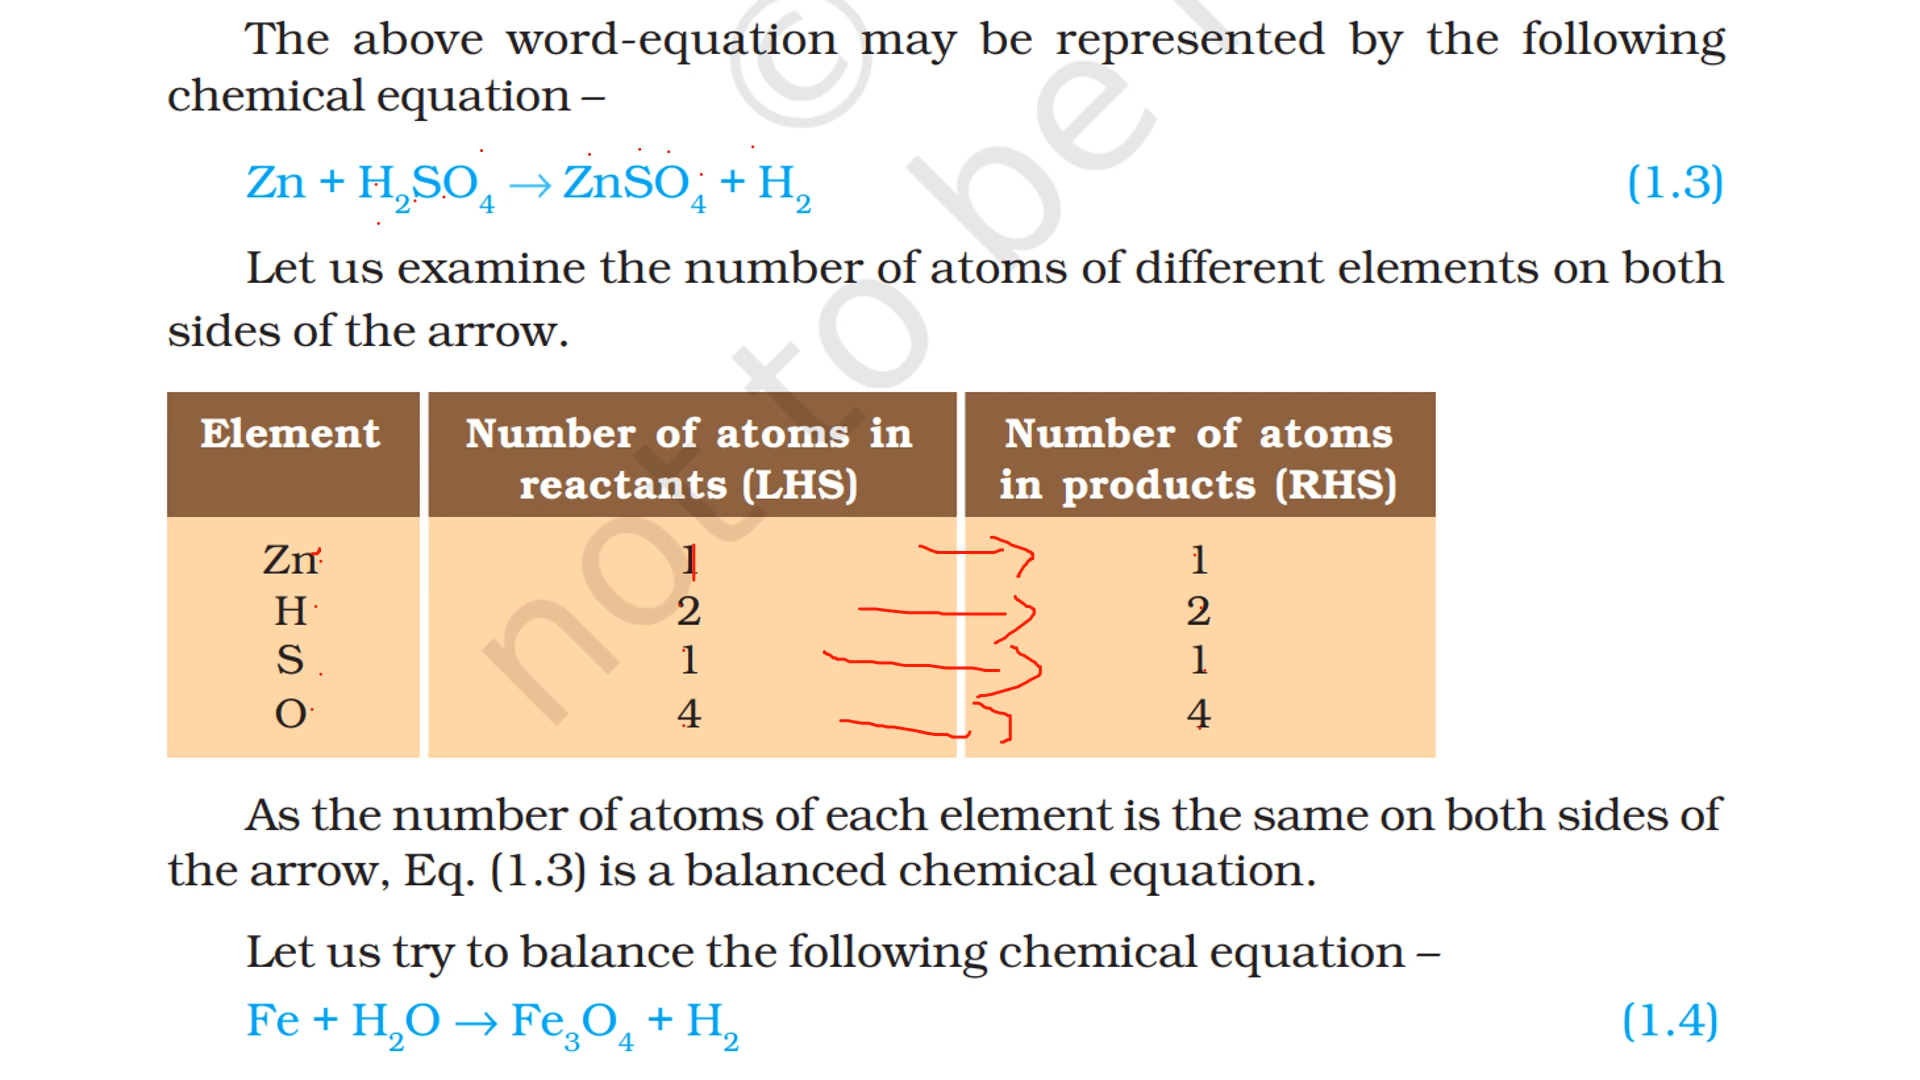 The above word-equation may be represented by the following
chemical equation –
Zn + H₂SO₄ → ZnSO₄ + H₂ (1.3)
Let us examine the number of atoms of different elements on both
sides of the arrow.
Element Number of atoms in reactants (LHS) Number of atoms in products (RHS)
Zn 1 1
H 2 2
S 1 1
O 4 4
As the number of atoms of each element is the same on both sides of
the arrow, Eq. (1.3) is a balanced chemical equation.
Let us try to balance the following chemical equation –
Fe + H₂O → Fe₃O₄ + H₂ (1.4)
©
not to be